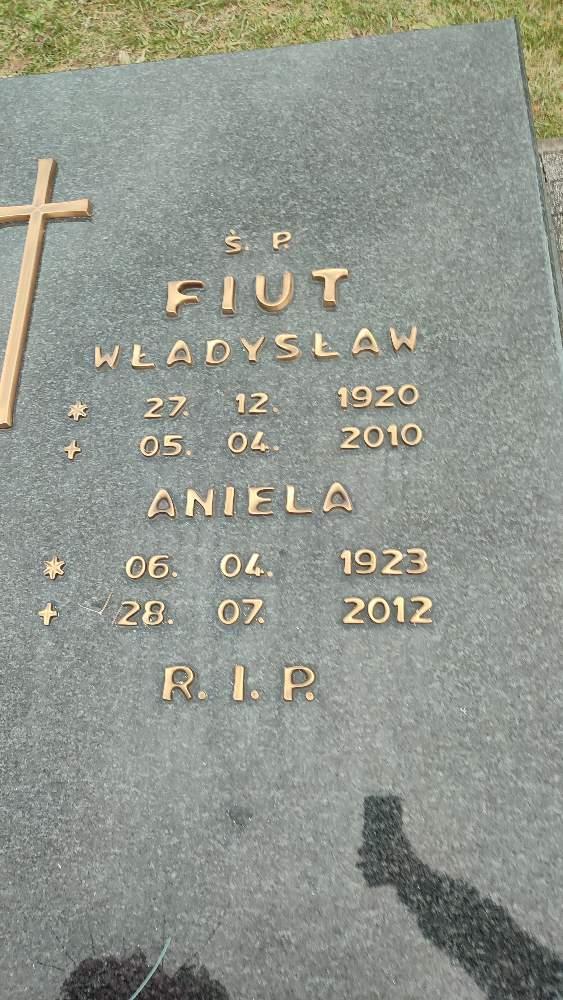 Ś. P.
FIUT
WŁADYSŁAW
* 27. 12. 1920
+ 05. 04. 2010
ANIELA
* 06. 04. 1923
+ 28. 07. 2012
R. I. P.